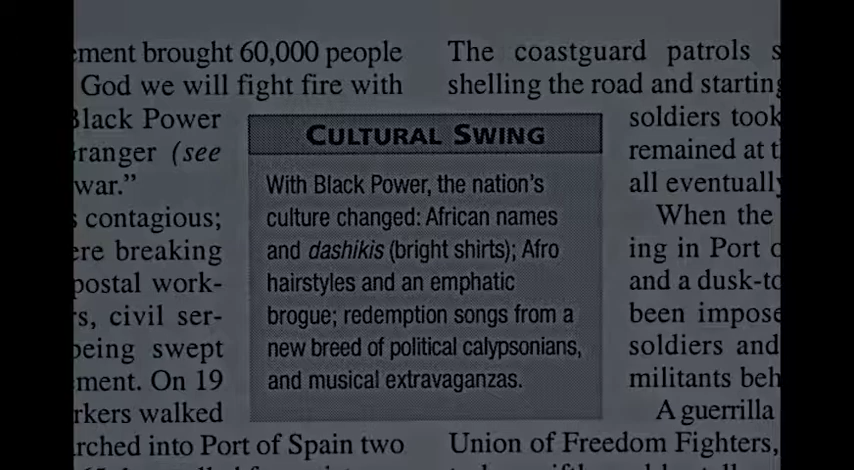 ment brought 60,000 people
God we will fight fire with
Black Power
ranger (see
war.”
contagious;
ere breaking
postal work-
s, civil ser-
being swept
ment. On 19
rkers walked
rched into Port of Spain two
CULTURAL SWING
With Black Power, the nation's
culture changed: African names
and dashikis (bright shirts); Afro
hairstyles and an emphatic
brogue; redemption songs from a
new breed of political calypsonians,
and musical extravaganzas.
The coastguard patrols s
shelling the road and starting
soldiers took
remained at t
all eventually
When the
ing in Port o
and a dusk-to
been impose
soldiers and
militants beh
A guerrilla
Union of Freedom Fighters,